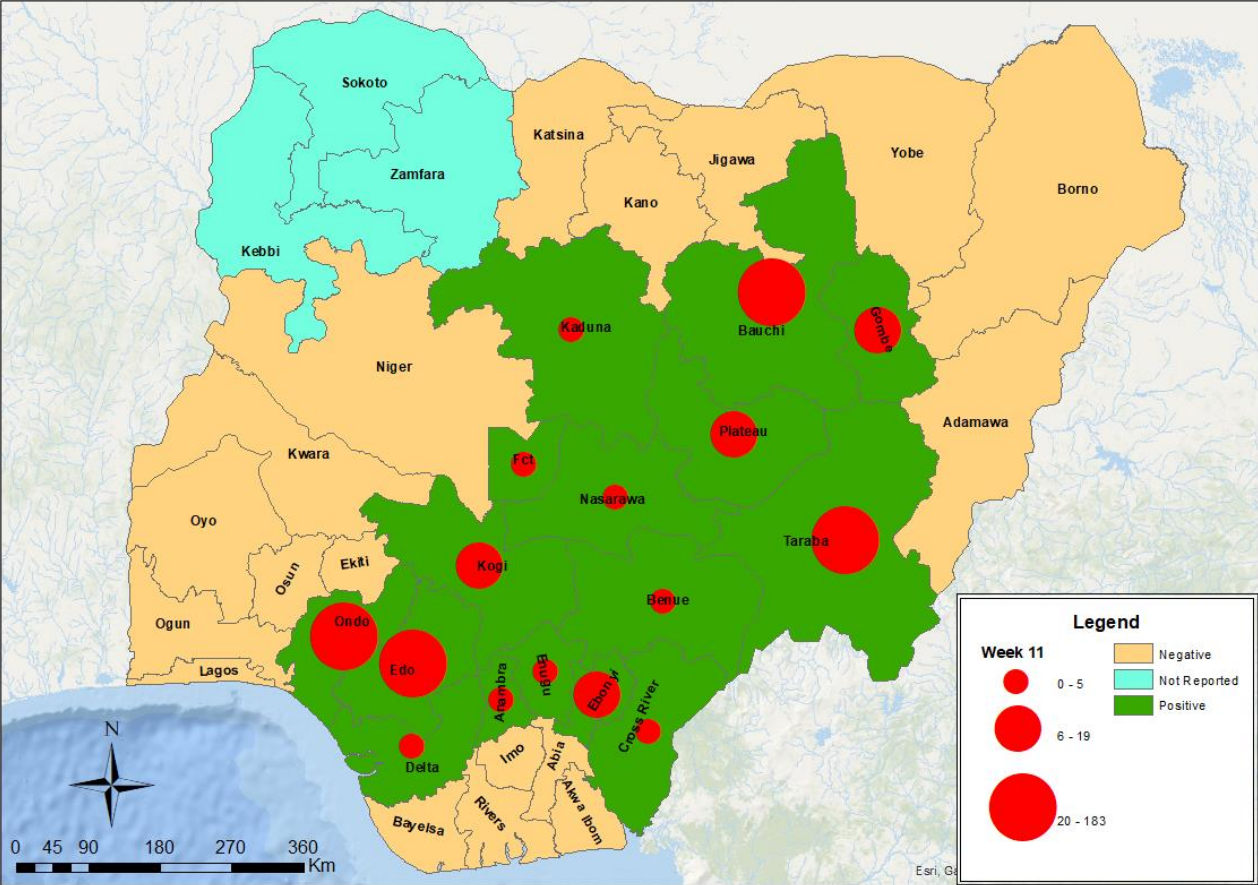 Sokoto
Katsina
Yobe
Jigawa
Zamfara
Borno
Kano
Kebbi
Kaduna
Bauchi
Gombe
Niger
Adamawa
Plateau
Kwara
Fct
Nasarawa
Oyo
Taraba
Ekiti
Kogi
Osun
Benue
Ogun
Ondo
Lagos
Edo
Enugu
Anambra
Ebonyi
Cross River
Delta
Imo
Abia
Akwa Ibom
Rivers
Bayelsa
N
0 45 90 180 270 360
Km
Legend
Week 11
0 - 5
6 - 19
20 - 183
Negative
Not Reported
Positive
Esri,